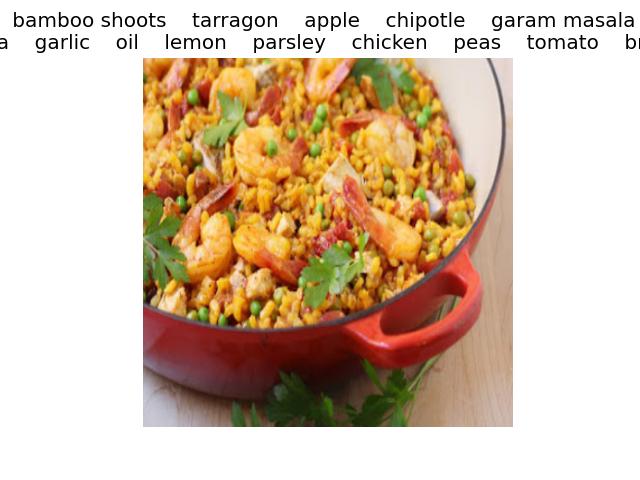 bamboo shoots tarragon apple chipotle garam masala
garlic oil lemon parsley chicken peas tomato